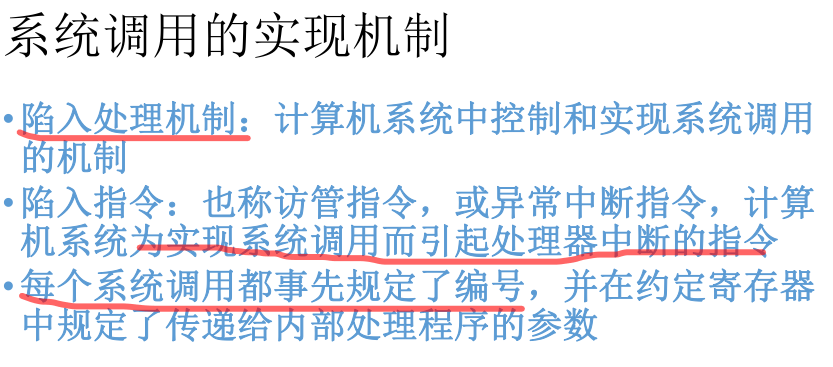 系统调用的实现机制
•陷入处理机制：计算机系统中控制和实现系统调用
的机制
•陷入指令：也称访管指令，或异常中断指令，计算
机系统为实现系统调用而引起处理器中断的指令
•每个系统调用都事先规定了编号，并在约定寄存器
中规定了传递给内部处理程序的参数